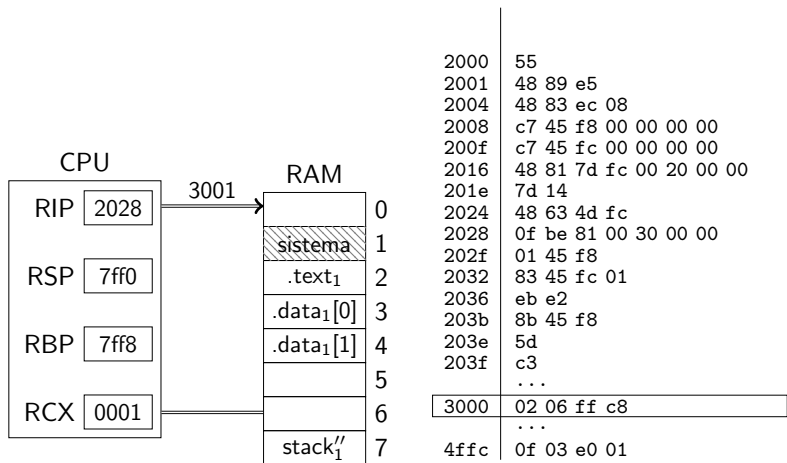 CPU
RIP 2028
RSP 7ff0
RBP 7ff8
RCX 0001
3001
RAM
0
sistema 1
.text₁ 2
.data₁[0] 3
.data₁[1] 4
5
6
stack″₁ 7
2000 55
2001 48 89 e5
2004 48 83 ec 08
2008 c7 45 f8 00 00 00 00
200f c7 45 fc 00 00 00 00
2016 48 81 7d fc 00 20 00 00
201e 7d 14
2024 48 63 4d fc
2028 0f be 81 00 30 00 00
202f 01 45 f8
2032 83 45 fc 01
2036 eb e2
203b 8b 45 f8
203e 5d
203f c3
...
3000 02 06 ff c8
...
4ffc 0f 03 e0 01